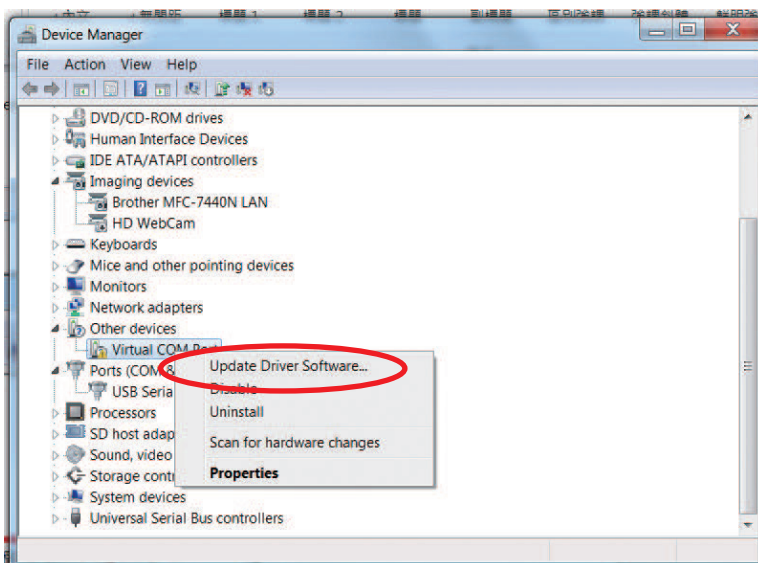 Device Manager
File Action View Help
DVD/CD-ROM drives
Human Interface Devices
IDE ATA/ATAPI controllers
Imaging devices
Brother MFC-7440N LAN
HD WebCam
Keyboards
Mice and other pointing devices
Monitors
Network adapters
Other devices
Virtual COM Port
Update Driver Software...
Ports (COM &
Disable
USB Seria
Processors
Uninstall
SD host adap
Scan for hardware changes
Sound, video
Properties
Storage contr
System devices
Universal Serial Bus controllers